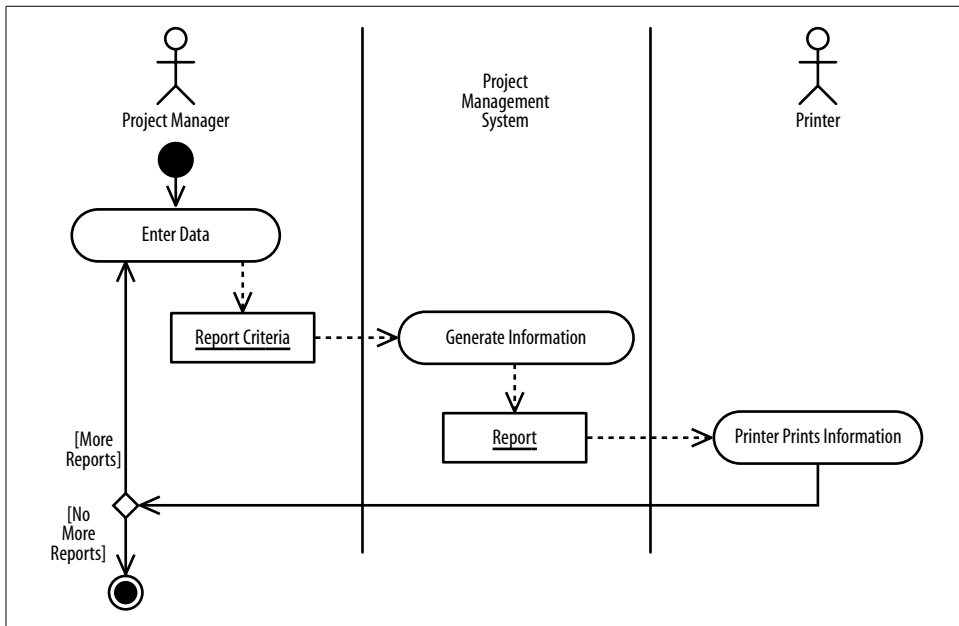 Project Manager
Project
Management
System
Printer
Enter Data
Report Criteria
Generate Information
Report
Printer Prints Information
[More
Reports]
[No
More
Reports]